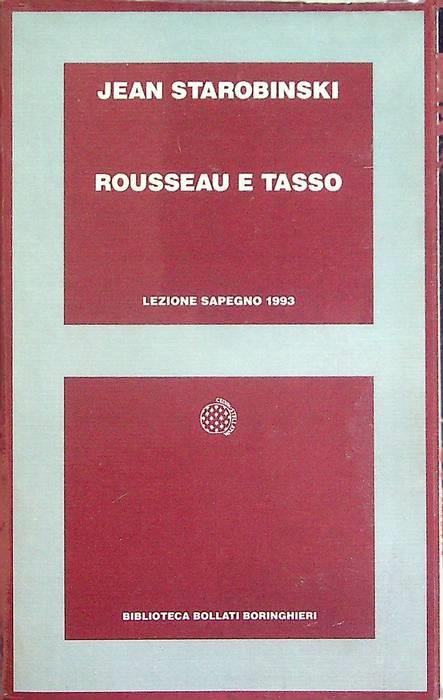 JEAN STAROBINSKI
ROUSSEAU E TASSO
LEZIONE SAPEGNO 1993
BIBLIOTECA BOLLATI BORINGHIERI